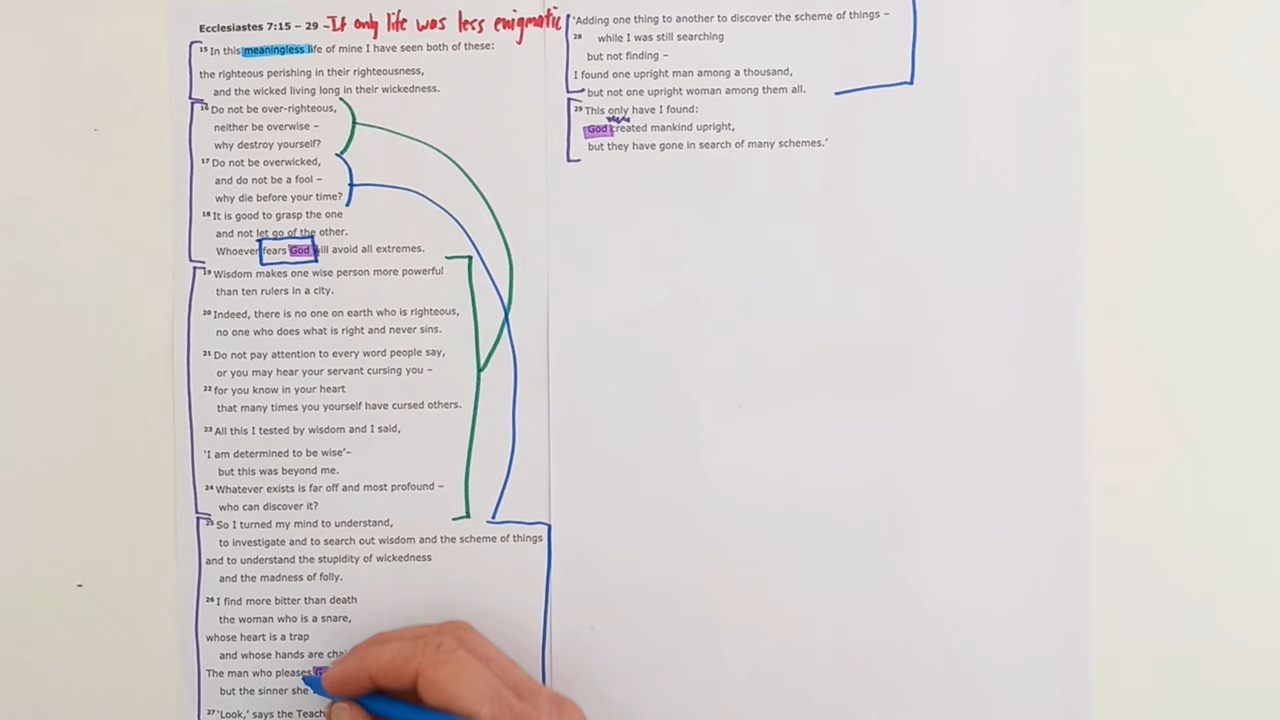 Ecclesiastes 7:15 – 29 - If only life was less enigmatic
15 In this meaningless life of mine I have seen both of these:
the righteous perishing in their righteousness,
and the wicked living long in their wickedness.
16 Do not be over-righteous,
neither be overwise –
why destroy yourself?
17 Do not be overwicked,
and do not be a fool –
why die before your time?
18 It is good to grasp the one
and not let go of the other.
Whoever fears God will avoid all extremes.
19 Wisdom makes one wise person more powerful
than ten rulers in a city.
20 Indeed, there is no one on earth who is righteous,
no one who does what is right and never sins.
21 Do not pay attention to every word people say,
or you may hear your servant cursing you –
22 for you know in your heart
that many times you yourself have cursed others.
23 All this I tested by wisdom and I said,
'I am determined to be wise'–
but this was beyond me.
24 Whatever exists is far off and most profound –
who can discover it?
25 So I turned my mind to understand,
to investigate and to search out wisdom and the scheme of things
and to understand the stupidity of wickedness
and the madness of folly.
26 I find more bitter than death
the woman who is a snare,
whose heart is a trap
and whose hands are cha
The man who pleases
but the sinner she
27 'Look,' says the Teach
'Adding one thing to another to discover the scheme of things –
28 while I was still searching
but not finding –
I found one upright man among a thousand,
but not one upright woman among them all.
29 This only have I found:
God created mankind upright,
but they have gone in search of many schemes.'